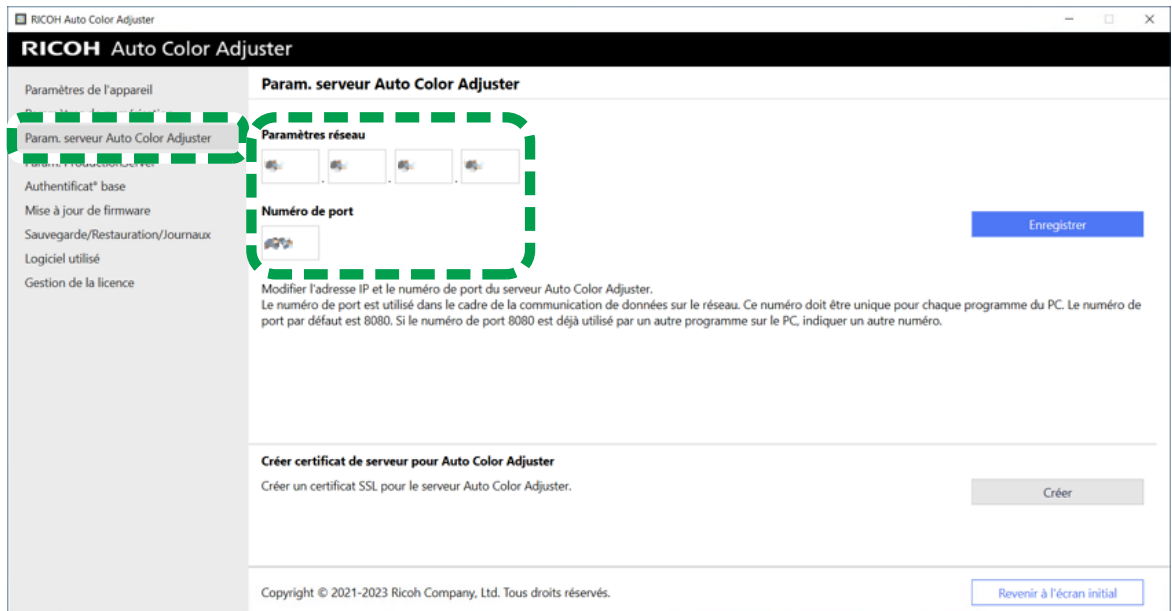 RICOH Auto Color Adjuster
RICOH Auto Color Adjuster
Paramètres de l'appareil
Param. serveur Auto Color Adjuster
Param. ProductionServer
Authentificat° base
Mise à jour de firmware
Sauvegarde/Restauration/Journaux
Logiciel utilisé
Gestion de la licence
Param. serveur Auto Color Adjuster
Paramètres réseau
. . .
Numéro de port
Enregistrer
Modifier l'adresse IP et le numéro de port du serveur Auto Color Adjuster.
Le numéro de port est utilisé dans le cadre de la communication de données sur le réseau. Ce numéro doit être unique pour chaque programme du PC. Le numéro de
port par défaut est 8080. Si le numéro de port 8080 est déjà utilisé par un autre programme sur le PC, indiquer un autre numéro.
Créer certificat de serveur pour Auto Color Adjuster
Créer un certificat SSL pour le serveur Auto Color Adjuster.
Créer
Copyright © 2021-2023 Ricoh Company, Ltd. Tous droits réservés.
Revenir à l'écran initial